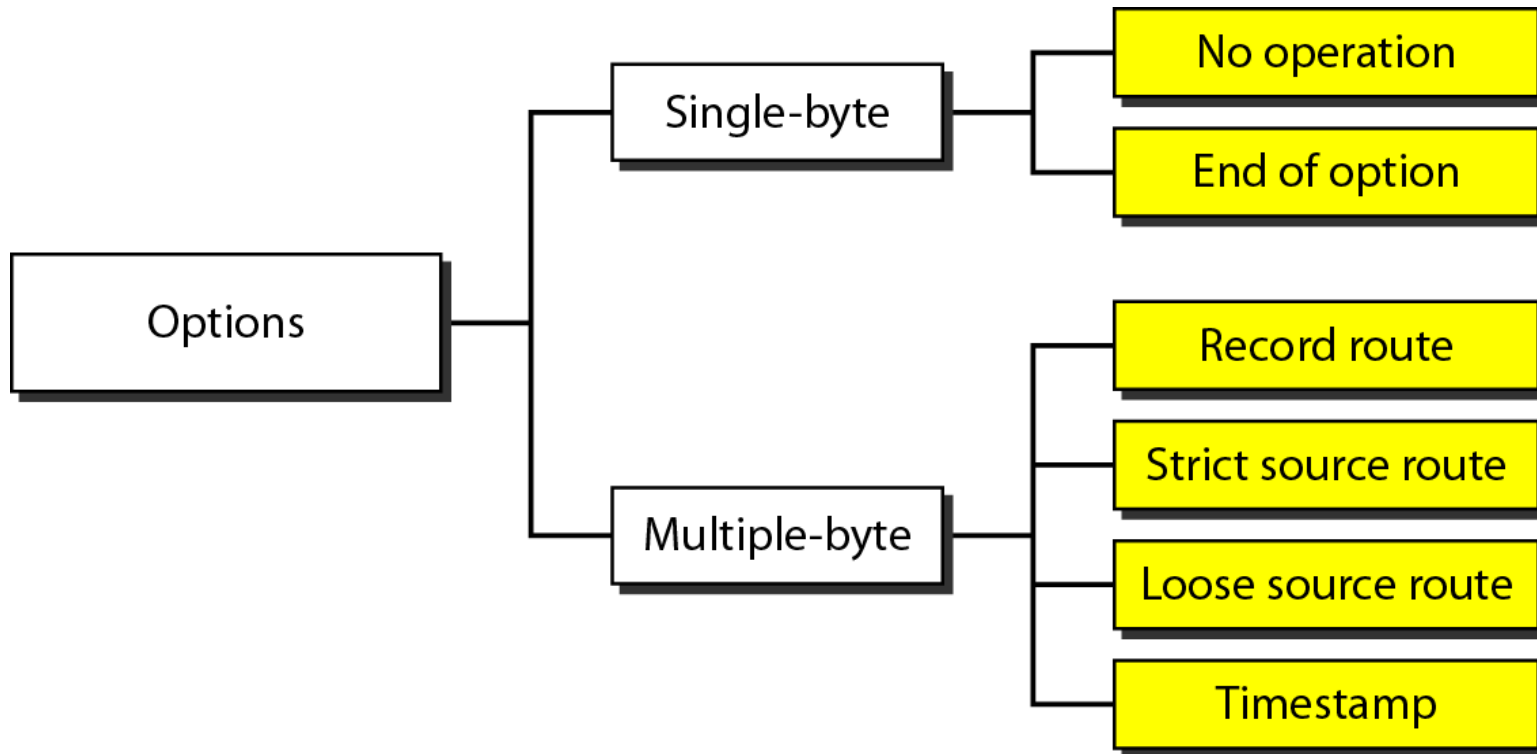 Options
Single-byte
No operation
End of option
Multiple-byte
Record route
Strict source route
Loose source route
Timestamp